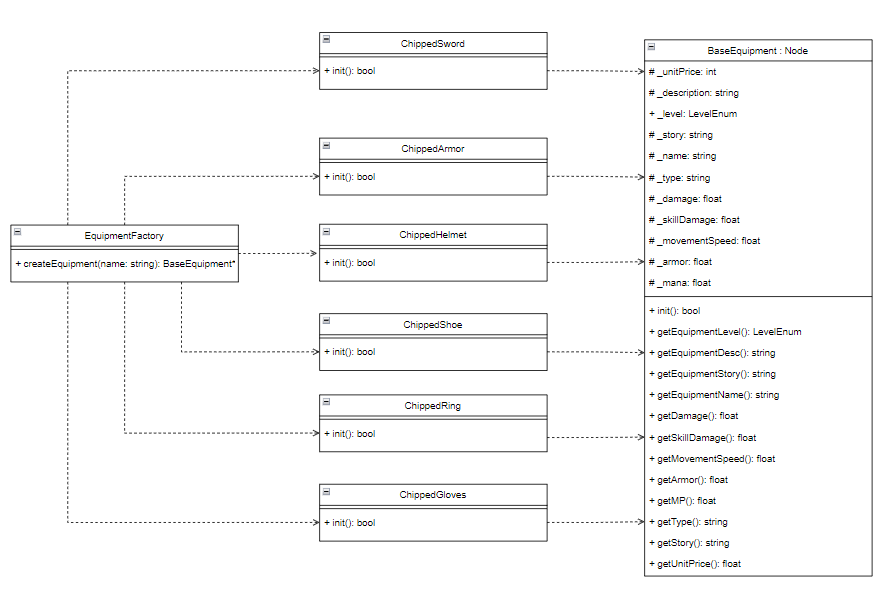 EquipmentFactory
+ createEquipment(name: string): BaseEquipment*
ChippedSword
+ init(): bool
ChippedArmor
+ init(): bool
ChippedHelmet
+ init(): bool
ChippedShoe
+ init(): bool
ChippedRing
+ init(): bool
ChippedGloves
+ init(): bool
BaseEquipment : Node
# _unitPrice: int
# _description: string
+ _level: LevelEnum
# _story: string
# _name: string
# _type: string
# _damage: float
# _skillDamage: float
# _movementSpeed: float
# _armor: float
# _mana: float
+ init(): bool
+ getEquipmentLevel(): LevelEnum
+ getEquipmentDesc(): string
+ getEquipmentStory(): string
+ getEquipmentName(): string
+ getDamage(): float
+ getSkillDamage(): float
+ getMovementSpeed(): float
+ getArmor(): float
+ getMP(): float
+ getType(): string
+ getStory(): string
+ getUnitPrice(): float